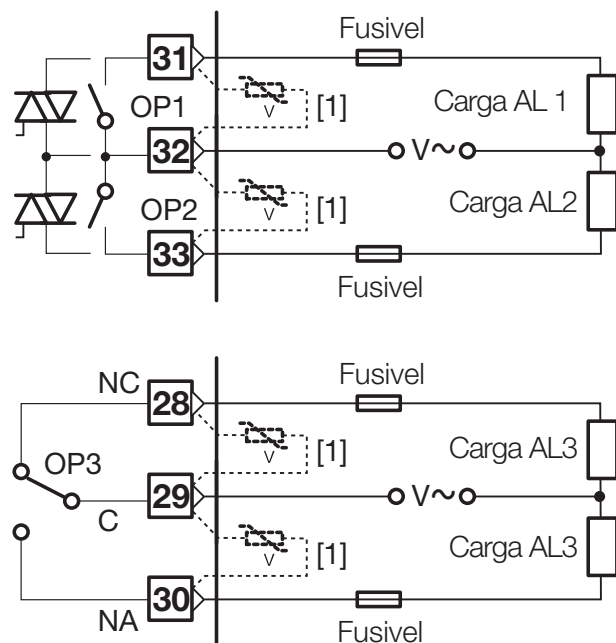 Fusivel
31
V
[1]
OP1
Carga AL 1
32
V~
V
[1]
OP2
Carga AL2
33
Fusivel
Fusivel
NC
28
V
[1]
Carga AL3
OP3
29
V~
C
V
[1]
Carga AL3
30
NA
Fusivel